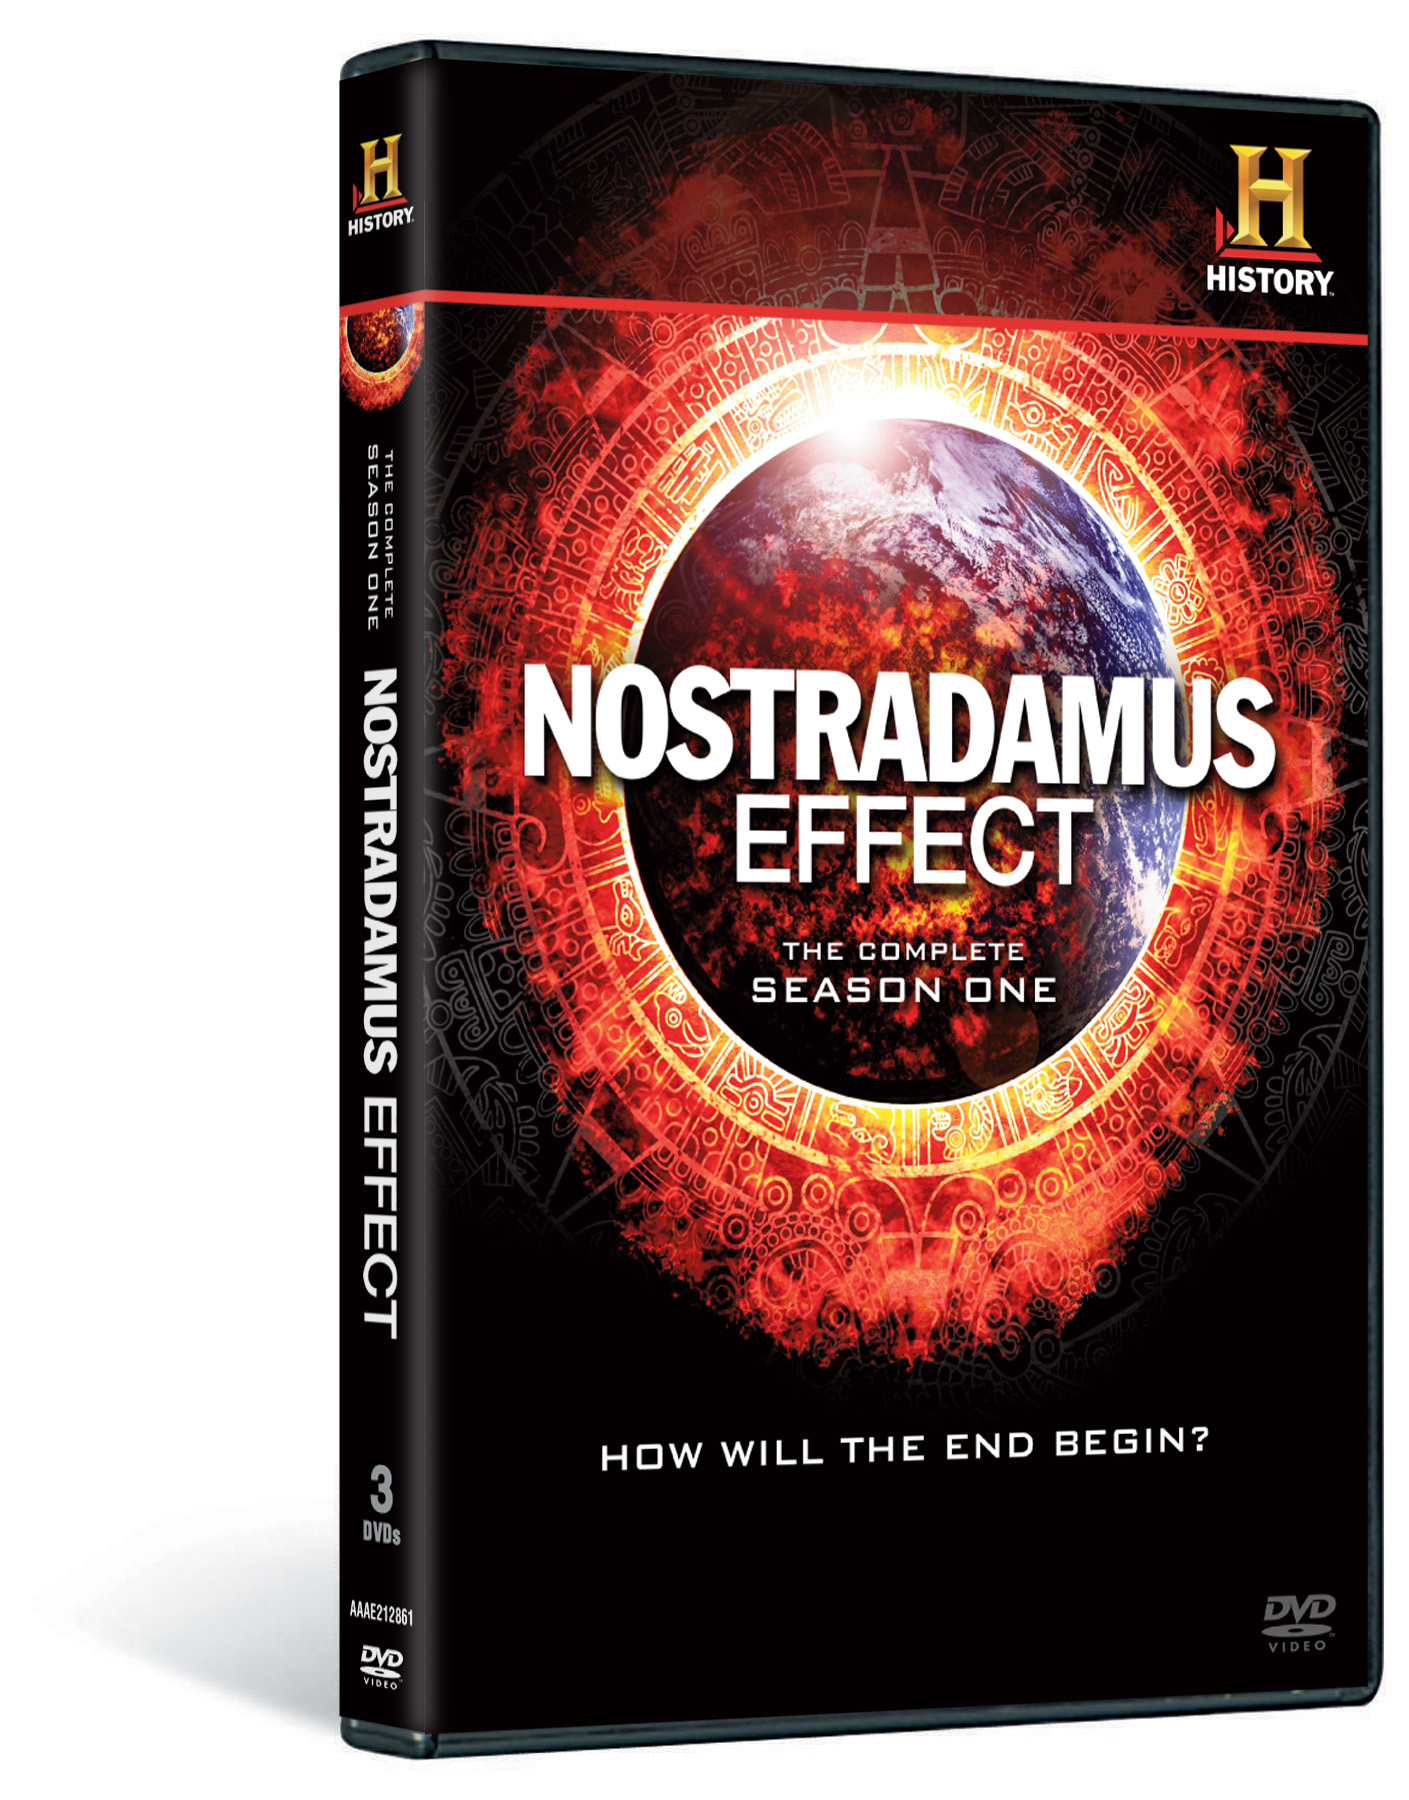 HISTORY
THE COMPLETE
SEASON ONE
NOSTRADAMUS EFFECT
3
DVDs
AAAE212861
DVD
VIDEO
H
HISTORY
NOSTRADAMUS
EFFECT
THE COMPLETE
SEASON ONE
HOW WILL THE END BEGIN?
DVD
VIDEO